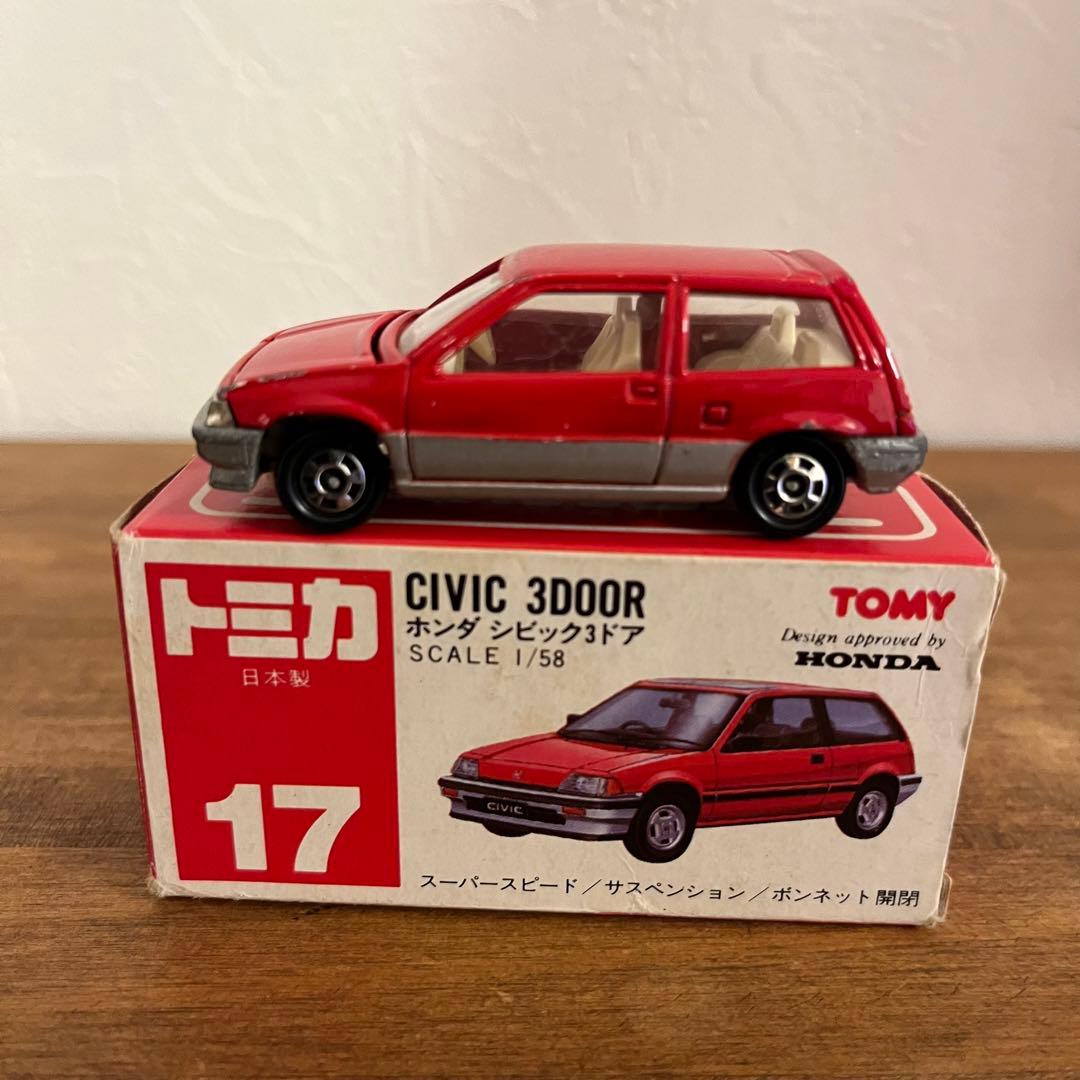 トミカ
日本製
17
CIVIC 3DOOR
ホンダ シビック3ドア
SCALE 1/58
TOMY
Design approved by
HONDA
CIVIC
スーパースピード/サスペンション/ボンネット開閉